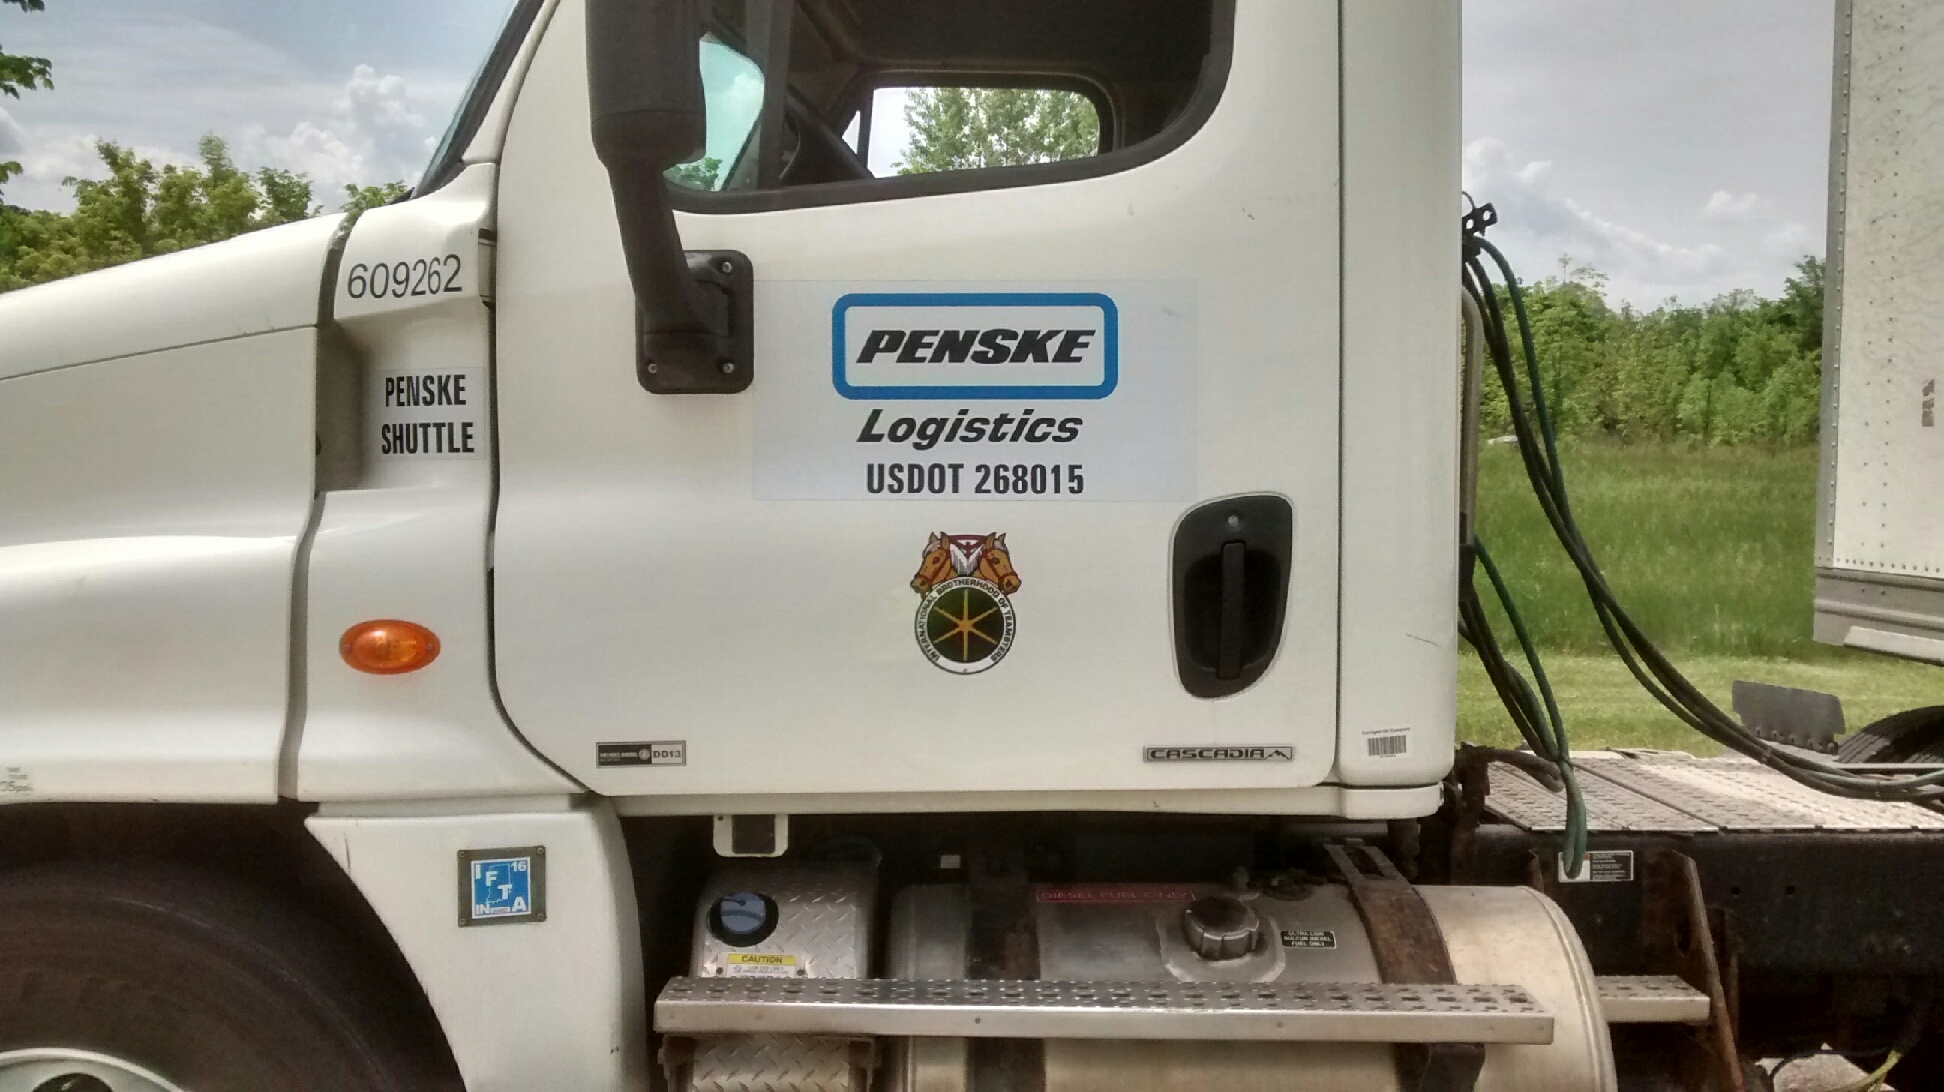 609262
PENSKE
SHUTTLE
PENSKE
Logistics
USDOT 268015
INTERNATIONAL BROTHERHOOD OF TEAMSTERS
DD13
CASCADIA
I 16
F
T
IN A
DIESEL FUEL ONLY
ULTRA LOW
SULFUR DIESEL
FUEL ONLY
CAUTION